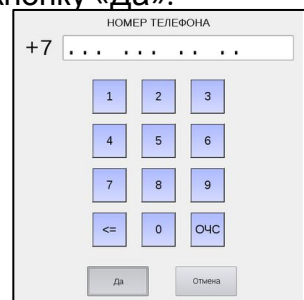 кнопку «Да».
НОМЕР ТЕЛЕФОНА
+7 ... ... .. ..
1 2 3
4 5 6
7 8 9
<= 0 ОЧС
Да Отмена